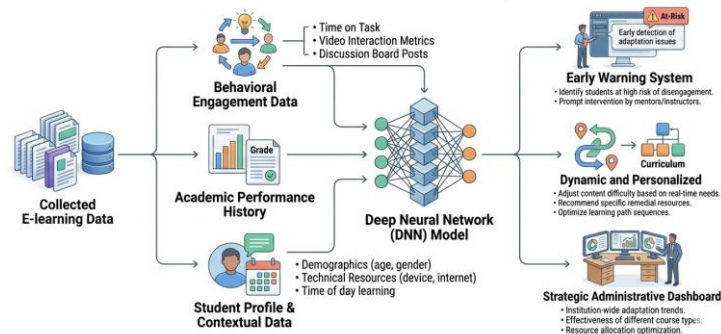 Collected
E-learning Data
Behavioral
Engagement Data
• Time on Task
• Video Interaction Metrics
• Discussion Board Posts
Grade
Academic Performance
History
Student Profile &
Contextual Data
• Demographics (age, gender)
• Technical Resources (device, internet)
• Time of day learning
Deep Neural Network
(DNN) Model
At-Risk
Early detection of
adaptation issues
Early Warning System
• Identify students at high risk of disengagement.
• Prompt intervention by mentors/instructors.
Curriculum
Dynamic and Personalized
• Adjust content difficulty based on real-time needs.
• Recommend specific remedial resources.
• Optimize learning path sequences.
Strategic Administrative Dashboard
• Institution-wide adaptation trends.
• Effectiveness of different course types.
• Resource allocation optimization.